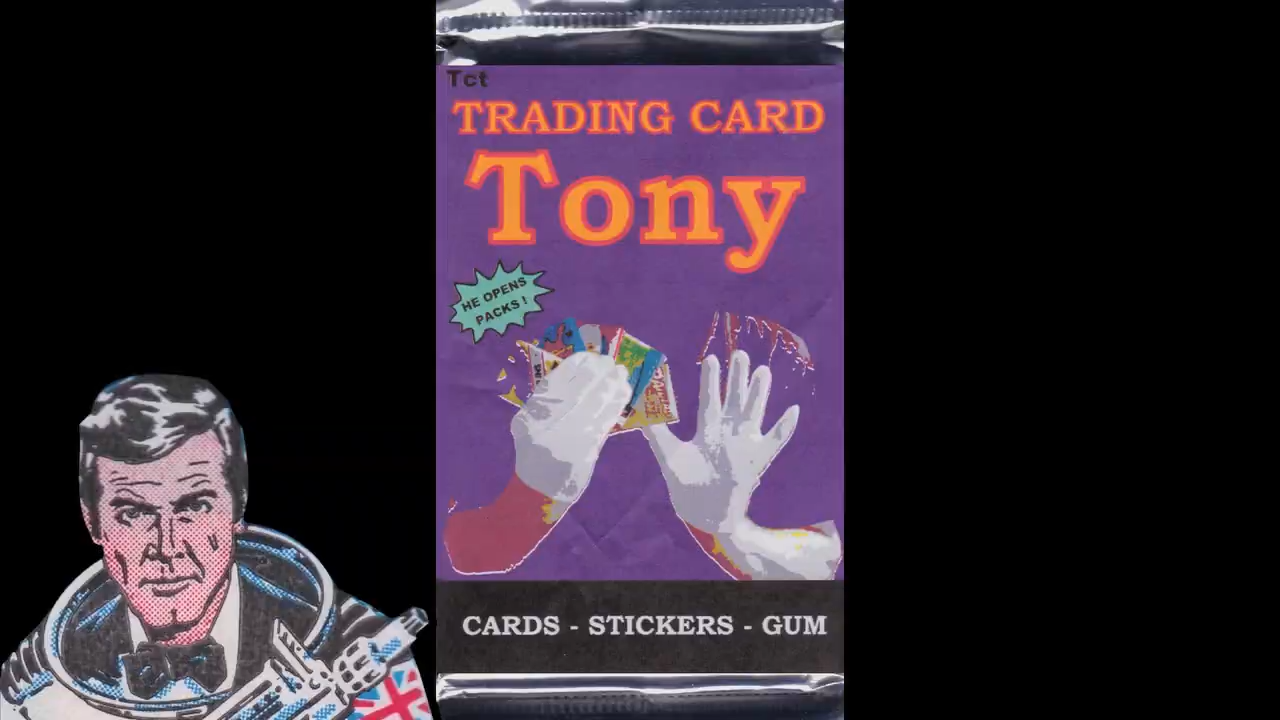 Tct
TRADING CARD
Tony
HE OPENS
PACKS !
CARDS - STICKERS - GUM